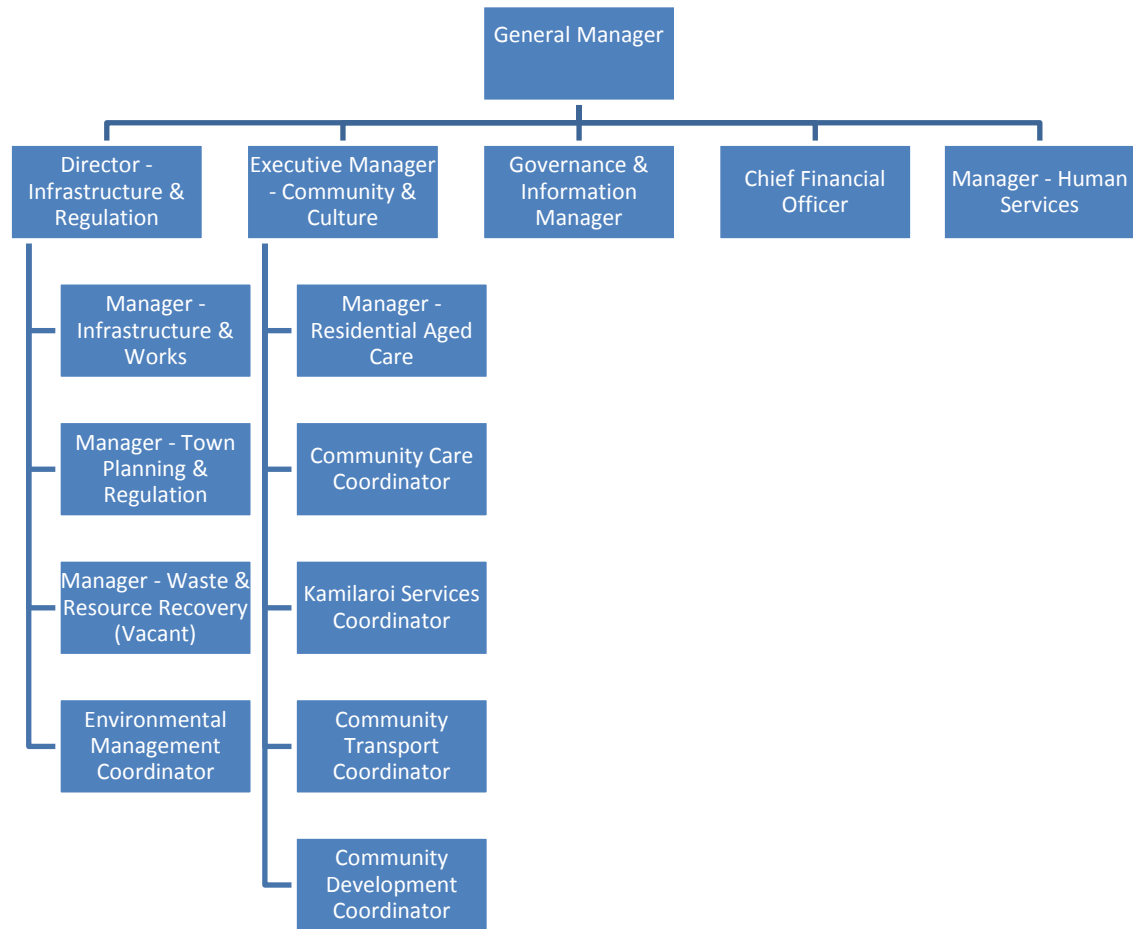 General Manager
Director -
Infrastructure &
Regulation
Executive Manager
- Community &
Culture
Governance &
Information
Manager
Chief Financial
Officer
Manager - Human
Services
Manager -
Infrastructure &
Works
Manager - Town
Planning &
Regulation
Manager - Waste &
Resource Recovery
(Vacant)
Environmental
Management
Coordinator
Manager -
Residential Aged
Care
Community Care
Coordinator
Kamilaroi Services
Coordinator
Community
Transport
Coordinator
Community
Development
Coordinator